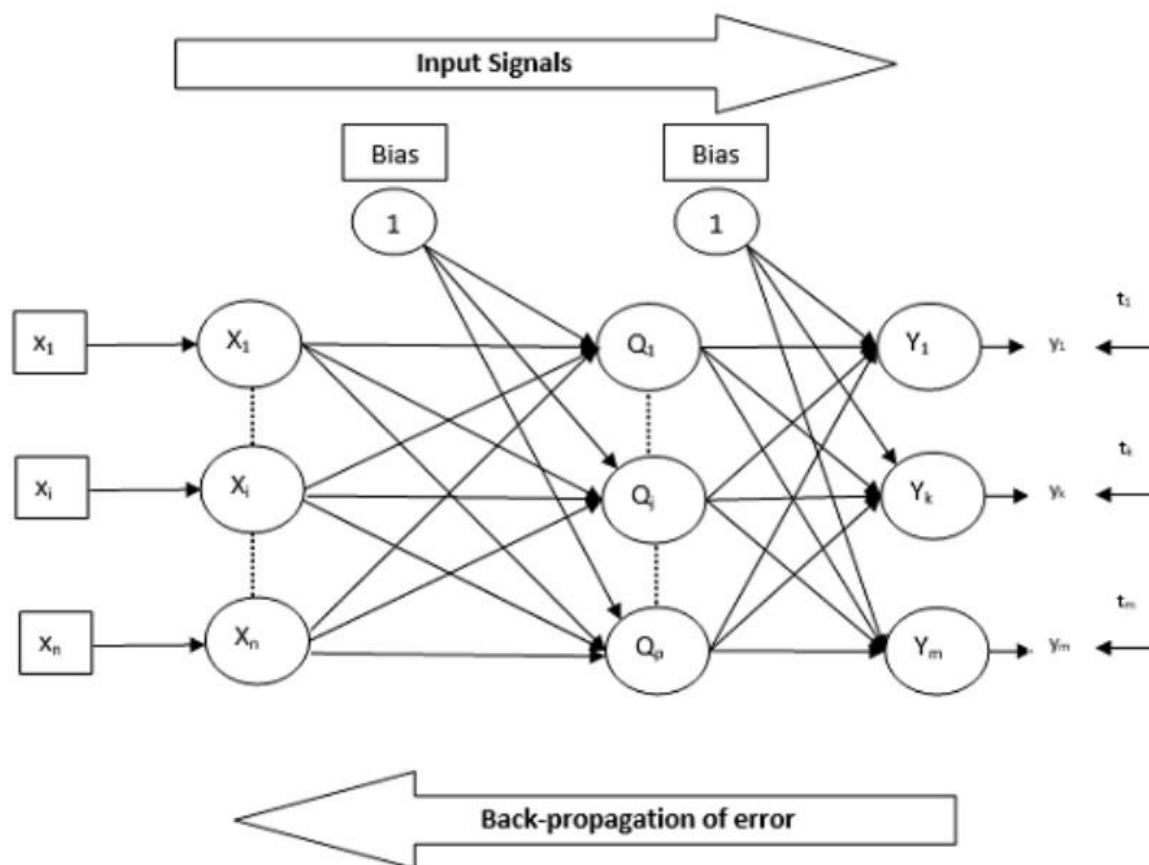 Input Signals
Bias
Bias
1
1
x₁
X₁
Q₁
Y₁
y₁
t₁
xᵢ
Xᵢ
Qⱼ
Yₖ
yₖ
tₖ
xₙ
Xₙ
Qₚ
Yₘ
yₘ
tₘ
Back-propagation of error